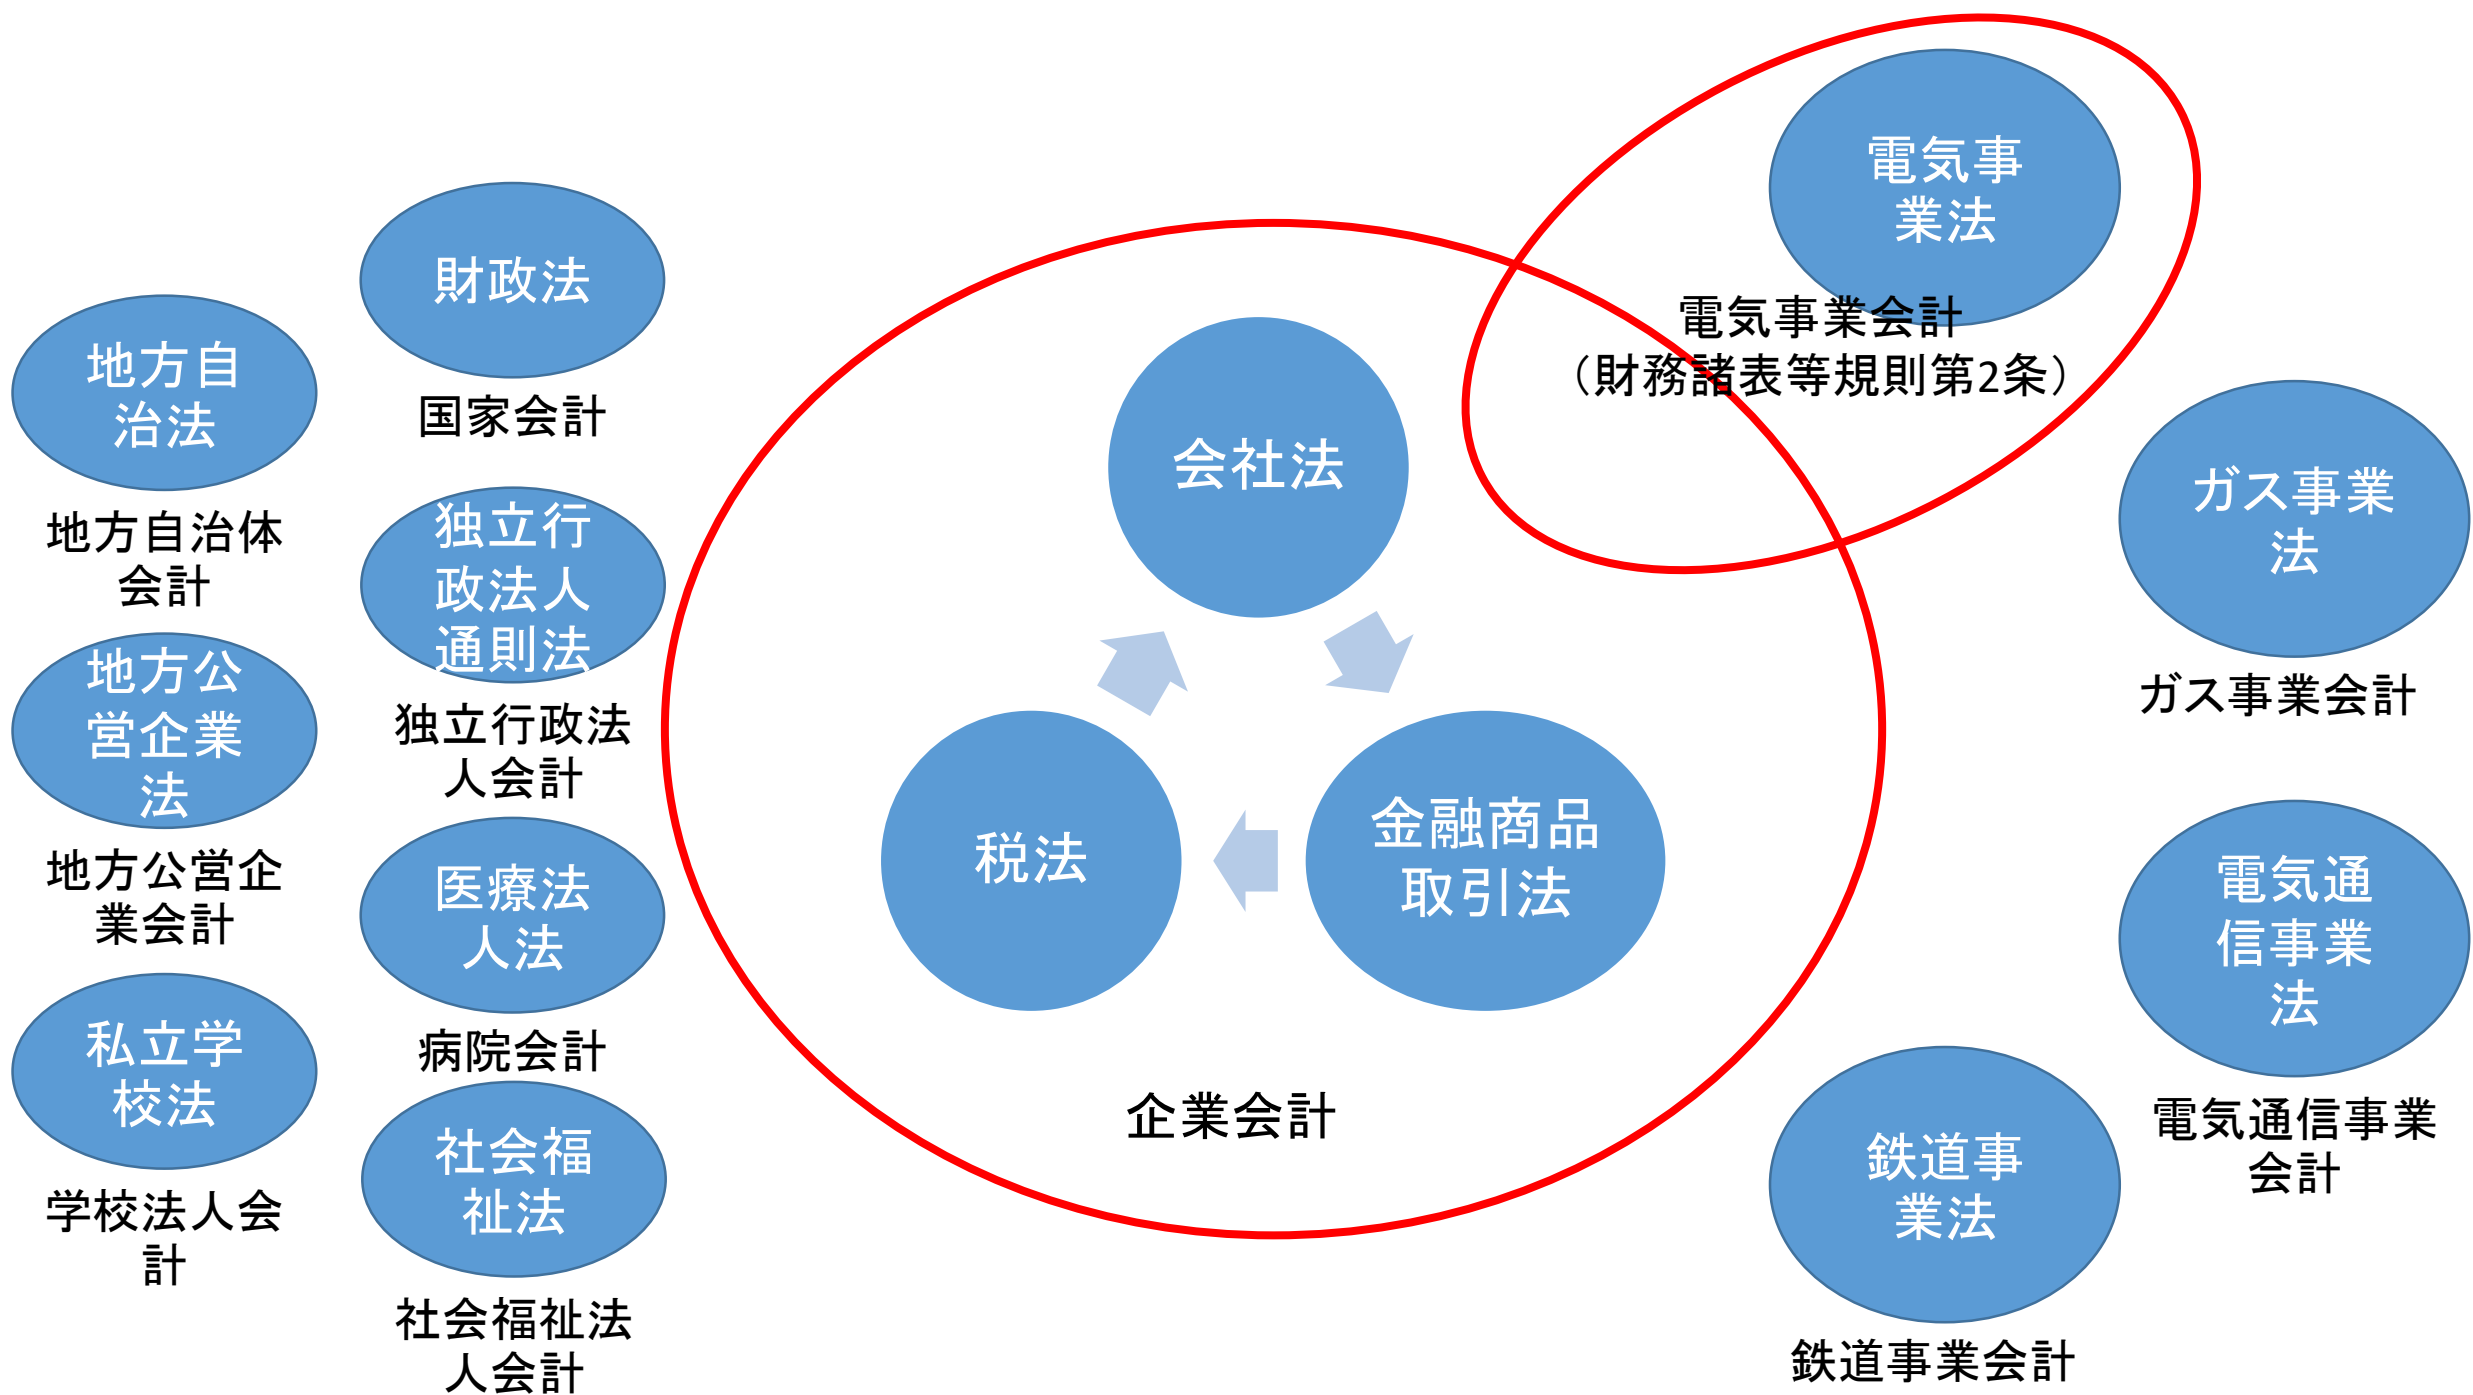 地方自
治法
地方自治体
会計
地方公
営企業
法
地方公営企
業会計
私立学
校法
学校法人会
計
財政法
国家会計
独立行
政法人
通則法
独立行政法
人会計
医療法
人法
病院会計
社会福
祉法
社会福祉法
人会計
会社法
税法
金融商品
取引法
企業会計
電気事
業法
電気事業会計
（財務諸表等規則第2条）
ガス事業
法
ガス事業会計
電気通
信事業
法
電気通信事業
会計
鉄道事
業法
鉄道事業会計